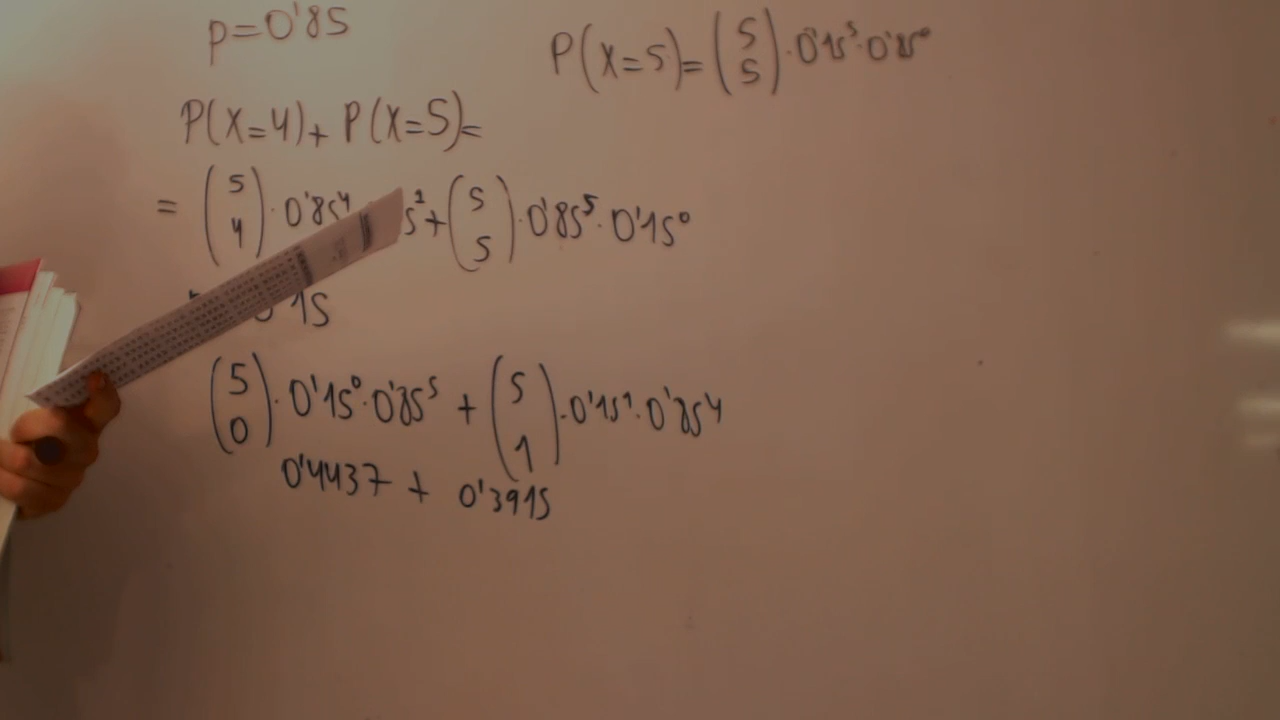 p=0'85
P(X=5)=(5 5)·0'15⁵·0'85⁰
P(X=4)+P(X=5)=
= (5 4)·0'85⁴ 5¹+(5 5)·0'85⁵·0'15⁰
0'15
(5 0)·0'15⁰·0'85⁵ + (5 1)·0'15¹·0'85⁴
0'4437 + 0'3915